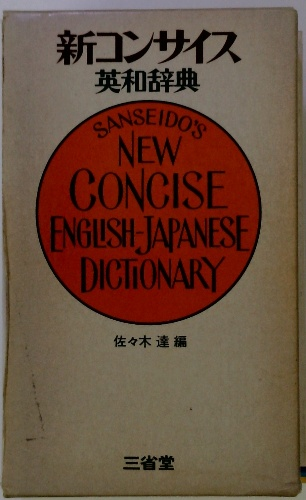 新コンサイス
英和辞典
SANSEIDO'S
NEW
CONCISE
ENGLISH-JAPANESE
DICTIONARY
佐々木 達 編
三省堂